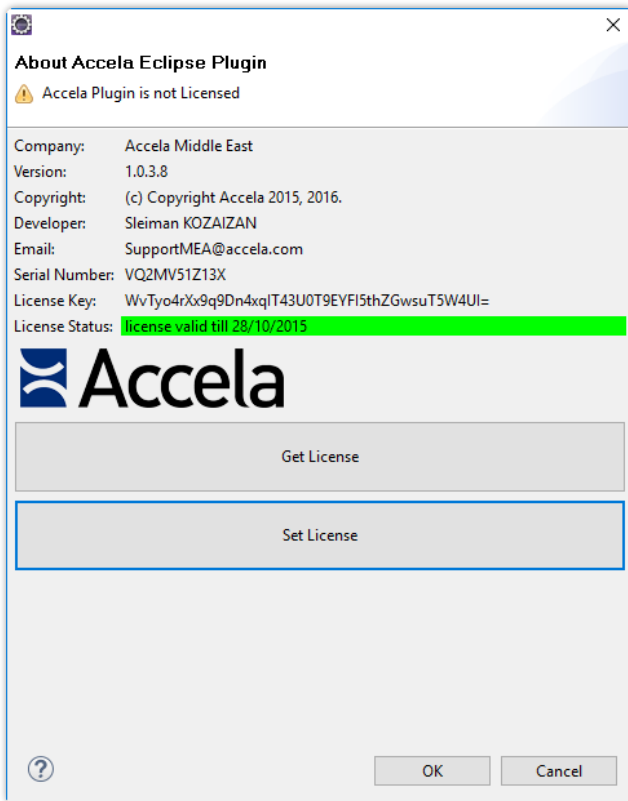 About Accela Eclipse Plugin
Accela Plugin is not Licensed
Company: Accela Middle East
Version: 1.0.3.8
Copyright: (c) Copyright Accela 2015, 2016.
Developer: Sleiman KOZAIZAN
Email: SupportMEA@accela.com
Serial Number: VQ2MV51Z13X
License Key: WvTyo4rXx9q9Dn4xqIT43U0T9EYFI5thZGwsuT5W4UI=
License Status: license valid till 28/10/2015
Accela
Get License
Set License
? OK Cancel